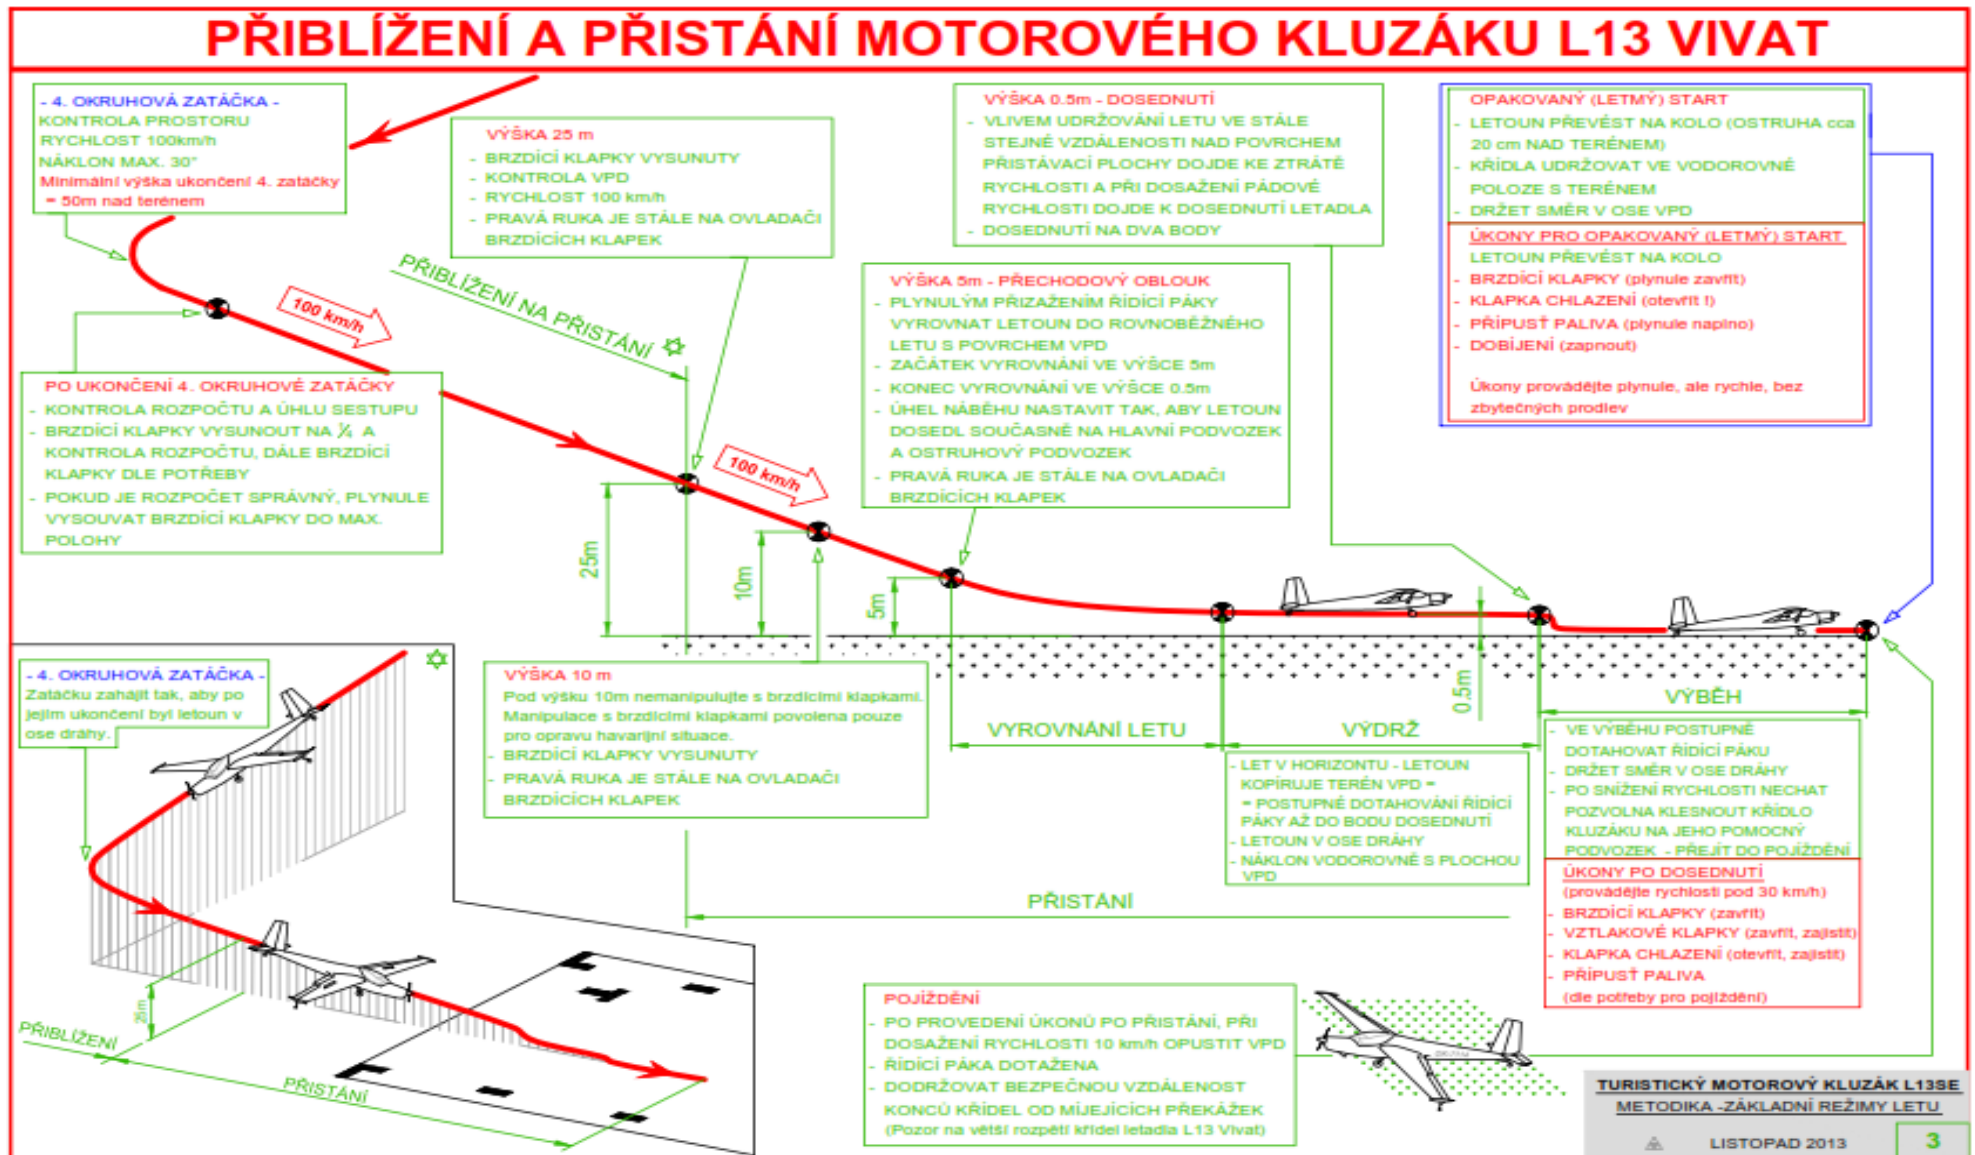 PŘIBLÍŽENÍ A PŘISTÁNÍ MOTOROVÉHO KLUZÁKU L13 VIVAT
- 4. OKRUHOVÁ ZATÁČKA -
KONTROLA PROSTORU
RYCHLOST 100km/h
NÁKLON MAX. 30°
Minimální výška ukončení 4. zatáčky
= 50m nad terénem
VÝŠKA 25 m
- BRZDÍCÍ KLAPKY VYSUNUTY
- KONTROLA VPD
- RYCHLOST 100 km/h
- PRAVÁ RUKA JE STÁLE NA OVLADAČI
BRZDÍCÍCH KLAPEK
VÝŠKA 0.5m - DOSEDNUTÍ
- VLIVEM UDRŽOVÁNÍ LETU VE STÁLE
STEJNÉ VZDÁLENOSTI NAD POVRCHEM
PŘISTÁVACÍ PLOCHY DOJDE KE ZTRÁTĚ
RYCHLOSTI A PŘI DOSAŽENÍ PÁDOVÉ
RYCHLOSTI DOJDE K DOSEDNUTÍ LETADLA
- DOSEDNUTÍ NA DVA BODY
OPAKOVANÝ (LETMÝ) START
- LETOUN PŘEVÉST NA KOLO (OSTRUHA cca
20 cm NAD TERÉNEM)
- KŘÍDLA UDRŽOVAT VE VODOROVNÉ
POLOZE S TERÉNEM
- DRŽET SMĚR V OSE VPD
ÚKONY PRO OPAKOVANÝ (LETMÝ) START
LETOUN PŘEVÉST NA KOLO
- BRZDÍCÍ KLAPKY (plynule zavřít)
- KLAPKA CHLAZENÍ (otevřít !)
- PŘÍPUSŤ PALIVA (plynule naplno)
- DOBÍJENÍ (zapnout)
Úkony provádějte plynule, ale rychle, bez
zbytečných prodlev
100 km/h
PŘIBLÍŽENÍ NA PŘISTÁNÍ
VÝŠKA 5m - PŘECHODOVÝ OBLOUK
- PLYNULÝM PŘIZAŽENÍM ŘÍDÍCÍ PÁKY
VYROVNAT LETOUN DO ROVNOBĚŽNÉHO
LETU S POVRCHEM VPD
- ZAČÁTEK VYROVNÁNÍ VE VÝŠCE 5m
- KONEC VYROVNÁNÍ VE VÝŠCE 0.5m
- ÚHEL NÁBĚHU NASTAVIT TAK, ABY LETOUN
DOSEDL SOUČASNĚ NA HLAVNÍ PODVOZEK
A OSTRUHOVÝ PODVOZEK
- PRAVÁ RUKA JE STÁLE NA OVLADAČI
BRZDÍCÍCH KLAPEK
PO UKONČENÍ 4. OKRUHOVÉ ZATÁČKY
- KONTROLA ROZPOČTU A ÚHLU SESTUPU
- BRZDÍCÍ KLAPKY VYSUNOUT NA ¼ A
KONTROLA ROZPOČTU, DÁLE BRZDÍCÍ
KLAPKY DLE POTŘEBY
- POKUD JE ROZPOČET SPRÁVNÝ, PLYNULE
VYSOUVAT BRZDÍCÍ KLAPKY DO MAX.
POLOHY
100 km/h
25m
10m
5m
0.5m
- 4. OKRUHOVÁ ZATÁČKA -
Zatáčku zahájit tak, aby po
jejím ukončení byl letoun v
ose dráhy.
VÝŠKA 10 m
Pod výšku 10m nemanipulujte s brzdícími klapkami.
Manipulace s brzdícími klapkami povolena pouze
pro opravu havarijní situace.
- BRZDÍCÍ KLAPKY VYSUNUTY
- PRAVÁ RUKA JE STÁLE NA OVLADAČI
BRZDÍCÍCH KLAPEK
VYROVNÁNÍ LETU
VÝDRŽ
VÝBĚH
- LET V HORIZONTU - LETOUN
KOPÍRUJE TERÉN VPD =
= POSTUPNÉ DOTAHOVÁNÍ ŘÍDÍCÍ
PÁKY AŽ DO BODU DOSEDNUTÍ
- LETOUN V OSE DRÁHY
- NÁKLON VODOROVNĚ S PLOCHOU
VPD
- VE VÝBĚHU POSTUPNĚ
DOTAHOVAT ŘÍDÍCÍ PÁKU
- DRŽET SMĚR V OSE DRÁHY
- PO SNÍŽENÍ RYCHLOSTI NECHAT
POZVOLNA KLESNOUT KŘÍDLO
KLUZÁKU NA JEHO POMOCNÝ
PODVOZEK - PŘEJÍT DO POJÍŽDĚNÍ
ÚKONY PO DOSEDNUTÍ
(provádějte rychlosti pod 30 km/h)
- BRZDÍCÍ KLAPKY (zavřít)
- VZTLAKOVÉ KLAPKY (zavřít, zajistit)
- KLAPKA CHLAZENÍ (otevřít, zajistit)
- PŘÍPUSŤ PALIVA
(dle potřeby pro pojíždění)
PŘISTÁNÍ
25m
PŘIBLÍŽENÍ
PŘISTÁNÍ
POJÍŽDĚNÍ
- PO PROVEDENÍ ÚKONŮ PO PŘISTÁNÍ, PŘI
DOSAŽENÍ RYCHLOSTI 10 km/h OPUSTIT VPD
- ŘÍDÍCÍ PÁKA DOTAŽENA
- DODRŽOVAT BEZPEČNOU VZDÁLENOST
KONCŮ KŘÍDEL OD MÍJEJÍCÍCH PŘEKÁŽEK
(Pozor na větší rozpětí křídel letadla L13 Vivat)
TURISTICKÝ MOTOROVÝ KLUZÁK L13SE
METODIKA -ZÁKLADNÍ REŽIMY LETU
LISTOPAD 2013
3